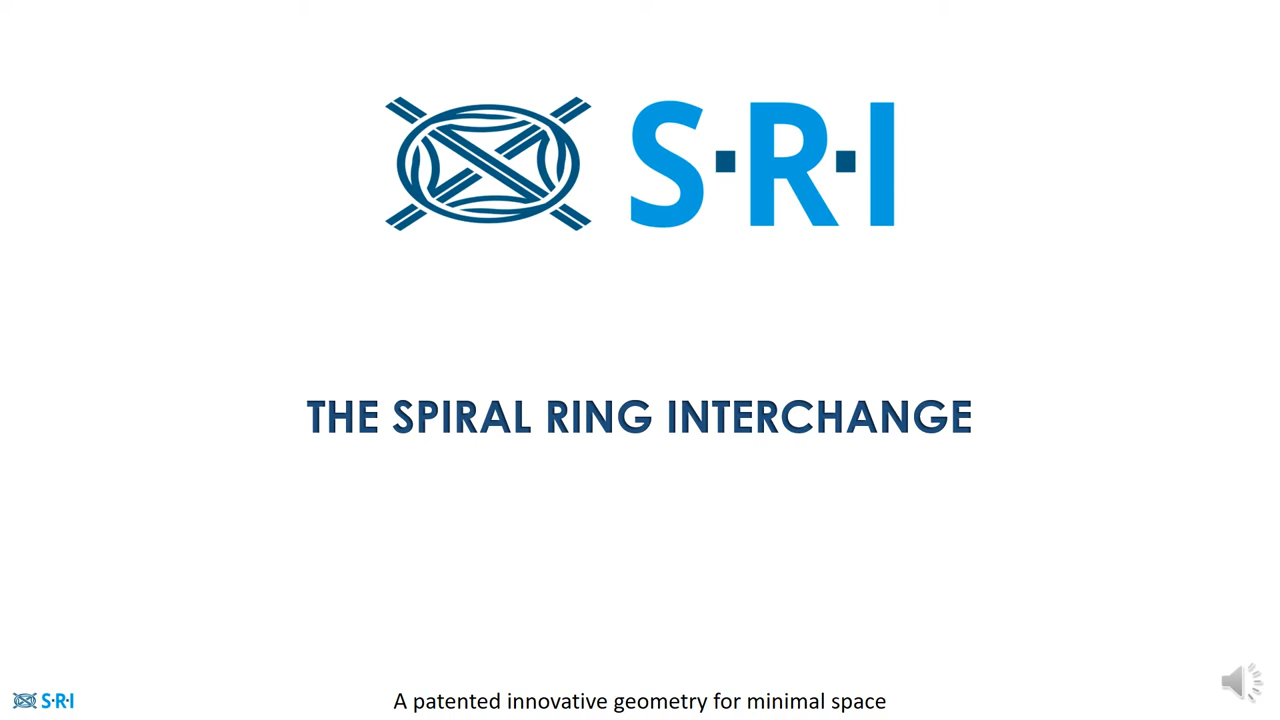 S·R·I
THE SPIRAL RING INTERCHANGE
S·R·I
A patented innovative geometry for minimal space